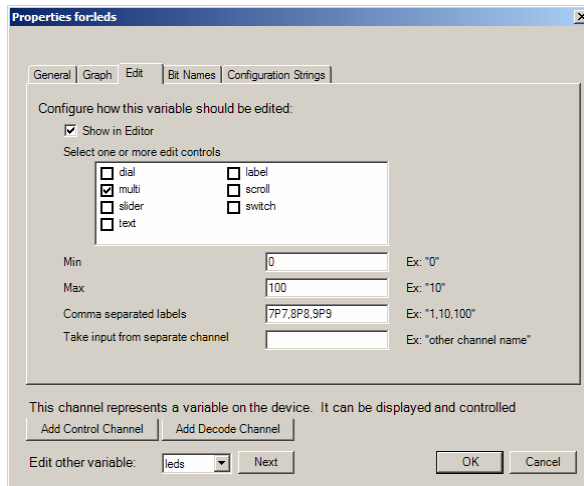 Properties for:leds
General Graph Edit Bit Names Configuration Strings
Configure how this variable should be edited:
Show in Editor
Select one or more edit controls
dial label
multi scroll
slider switch
text
Min 0 Ex: "0"
Max 100 Ex: "10"
Comma separated labels 7P7,8P8,9P9 Ex: "1,10,100"
Take input from separate channel Ex: "other channel name"
This channel represents a variable on the device. It can be displayed and controlled
Add Control Channel Add Decode Channel
Edit other variable: leds Next OK Cancel